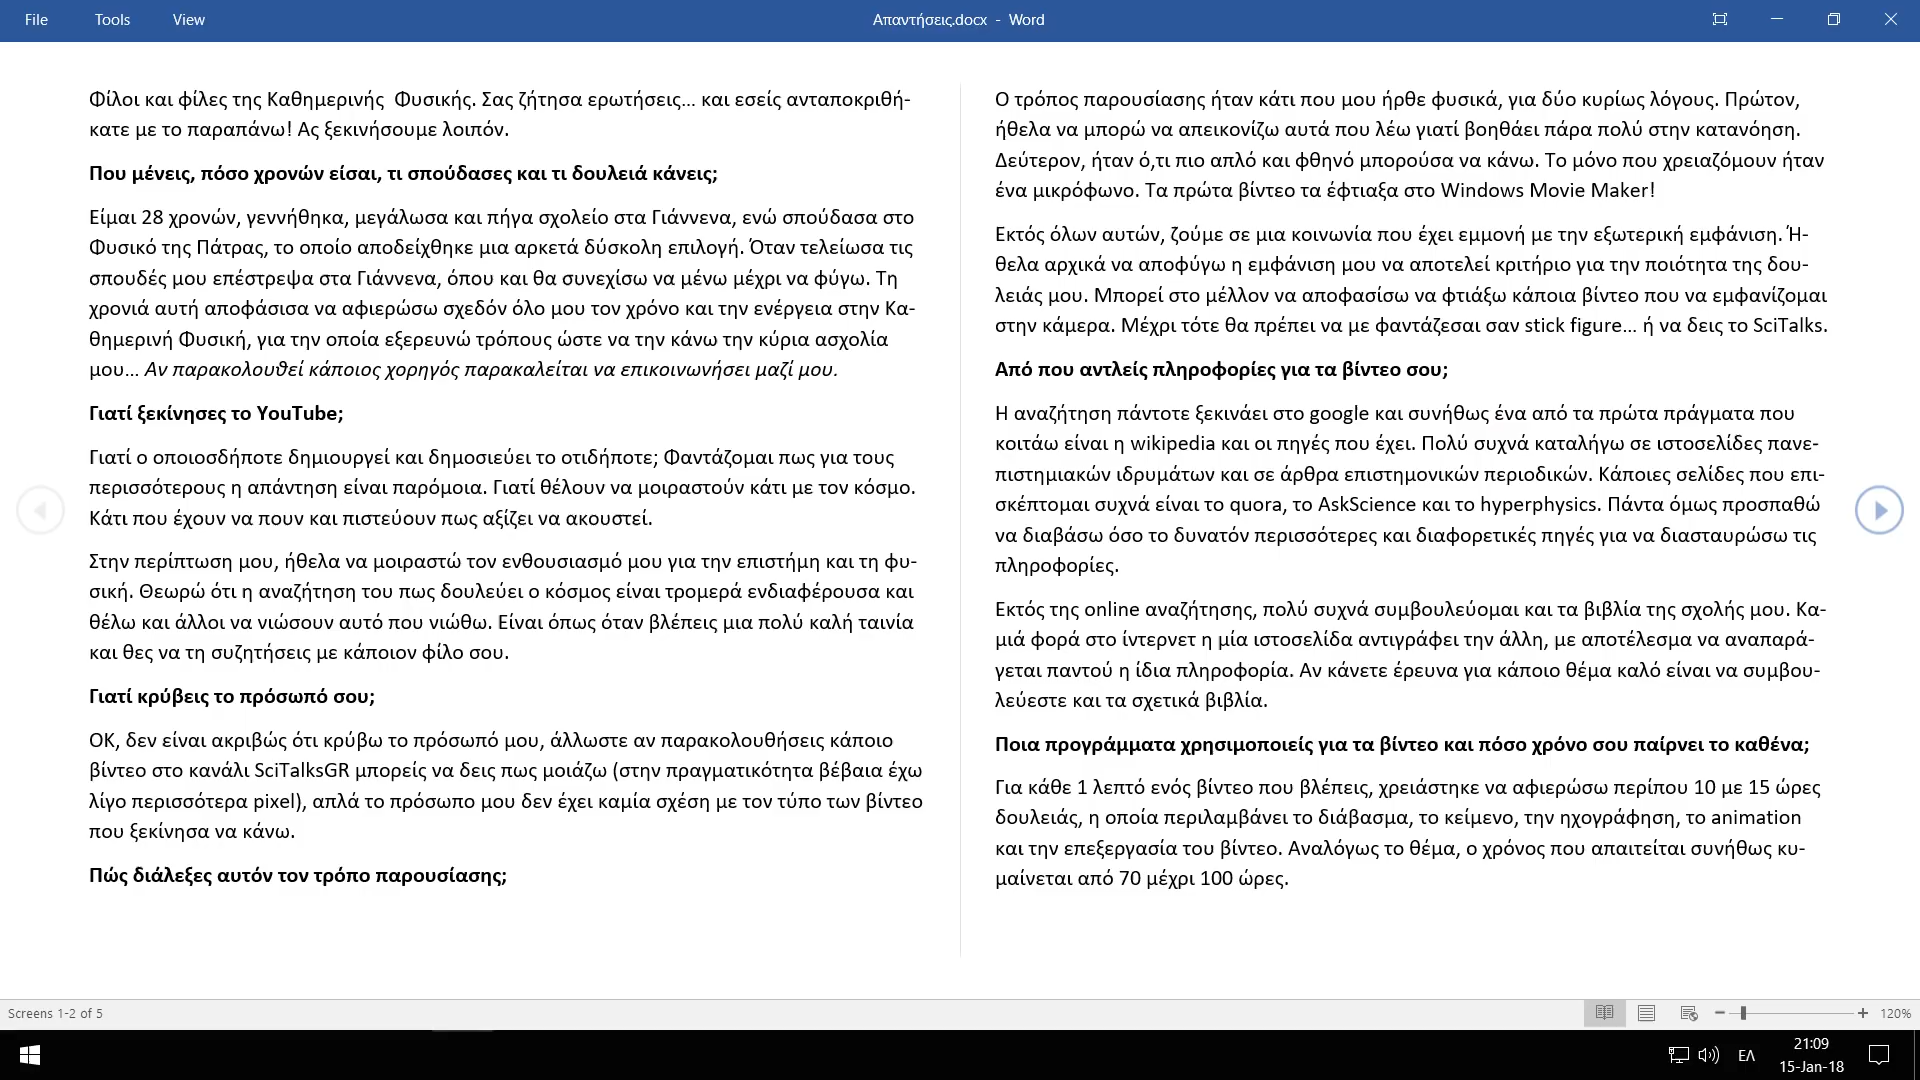 File Tools View Απαντήσεις.docx - Word
Φίλοι και φίλες της Καθημερινής Φυσικής. Σας ζήτησα ερωτήσεις… και εσείς ανταποκριθή-
κατε με το παραπάνω! Ας ξεκινήσουμε λοιπόν.
Που μένεις, πόσο χρονών είσαι, τι σπούδασες και τι δουλειά κάνεις;
Είμαι 28 χρονών, γεννήθηκα, μεγάλωσα και πήγα σχολείο στα Γιάννενα, ενώ σπούδασα στο
Φυσικό της Πάτρας, το οποίο αποδείχθηκε μια αρκετά δύσκολη επιλογή. Όταν τελείωσα τις
σπουδές μου επέστρεψα στα Γιάννενα, όπου και θα συνεχίσω να μένω μέχρι να φύγω. Τη
χρονιά αυτή αποφάσισα να αφιερώσω σχεδόν όλο μου τον χρόνο και την ενέργεια στην Κα-
θημερινή Φυσική, για την οποία εξερευνώ τρόπους ώστε να την κάνω την κύρια ασχολία
μου… Αν παρακολουθεί κάποιος χορηγός παρακαλείται να επικοινωνήσει μαζί μου.
Γιατί ξεκίνησες το YouTube;
Γιατί ο οποιοσδήποτε δημιουργεί και δημοσιεύει το οτιδήποτε; Φαντάζομαι πως για τους
περισσότερους η απάντηση είναι παρόμοια. Γιατί θέλουν να μοιραστούν κάτι με τον κόσμο.
Κάτι που έχουν να πουν και πιστεύουν πως αξίζει να ακουστεί.
Στην περίπτωση μου, ήθελα να μοιραστώ τον ενθουσιασμό μου για την επιστήμη και τη φυ-
σική. Θεωρώ ότι η αναζήτηση του πως δουλεύει ο κόσμος είναι τρομερά ενδιαφέρουσα και
θέλω και άλλοι να νιώσουν αυτό που νιώθω. Είναι όπως όταν βλέπεις μια πολύ καλή ταινία
και θες να τη συζητήσεις με κάποιον φίλο σου.
Γιατί κρύβεις το πρόσωπό σου;
ΟΚ, δεν είναι ακριβώς ότι κρύβω το πρόσωπό μου, άλλωστε αν παρακολουθήσεις κάποιο
βίντεο στο κανάλι SciTalksGR μπορείς να δεις πως μοιάζω (στην πραγματικότητα βέβαια έχω
λίγο περισσότερα pixel), απλά το πρόσωπο μου δεν έχει καμία σχέση με τον τύπο των βίντεο
που ξεκίνησα να κάνω.
Πώς διάλεξες αυτόν τον τρόπο παρουσίασης;
Ο τρόπος παρουσίασης ήταν κάτι που μου ήρθε φυσικά, για δύο κυρίως λόγους. Πρώτον,
ήθελα να μπορώ να απεικονίζω αυτά που λέω γιατί βοηθάει πάρα πολύ στην κατανόηση.
Δεύτερον, ήταν ό,τι πιο απλό και φθηνό μπορούσα να κάνω. Το μόνο που χρειαζόμουν ήταν
ένα μικρόφωνο. Τα πρώτα βίντεο τα έφτιαξα στο Windows Movie Maker!
Εκτός όλων αυτών, ζούμε σε μια κοινωνία που έχει εμμονή με την εξωτερική εμφάνιση. Ή-
θελα αρχικά να αποφύγω η εμφάνιση μου να αποτελεί κριτήριο για την ποιότητα της δου-
λειάς μου. Μπορεί στο μέλλον να αποφασίσω να φτιάξω κάποια βίντεο που να εμφανίζομαι
στην κάμερα. Μέχρι τότε θα πρέπει να με φαντάζεσαι σαν stick figure… ή να δεις το SciTalks.
Από που αντλείς πληροφορίες για τα βίντεο σου;
Η αναζήτηση πάντοτε ξεκινάει στο google και συνήθως ένα από τα πρώτα πράγματα που
κοιτάω είναι η wikipedia και οι πηγές που έχει. Πολύ συχνά καταλήγω σε ιστοσελίδες πανε-
πιστημιακών ιδρυμάτων και σε άρθρα επιστημονικών περιοδικών. Κάποιες σελίδες που επι-
σκέπτομαι συχνά είναι το quora, το AskScience και το hyperphysics. Πάντα όμως προσπαθώ
να διαβάσω όσο το δυνατόν περισσότερες και διαφορετικές πηγές για να διασταυρώσω τις
πληροφορίες.
Εκτός της online αναζήτησης, πολύ συχνά συμβουλεύομαι και τα βιβλία της σχολής μου. Κα-
μιά φορά στο ίντερνετ η μία ιστοσελίδα αντιγράφει την άλλη, με αποτέλεσμα να αναπαρά-
γεται παντού η ίδια πληροφορία. Αν κάνετε έρευνα για κάποιο θέμα καλό είναι να συμβου-
λεύεστε και τα σχετικά βιβλία.
Ποια προγράμματα χρησιμοποιείς για τα βίντεο και πόσο χρόνο σου παίρνει το καθένα;
Για κάθε 1 λεπτό ενός βίντεο που βλέπεις, χρειάστηκε να αφιερώσω περίπου 10 με 15 ώρες
δουλειάς, η οποία περιλαμβάνει το διάβασμα, το κείμενο, την ηχογράφηση, το animation
και την επεξεργασία του βίντεο. Αναλόγως το θέμα, ο χρόνος που απαιτείται συνήθως κυ-
μαίνεται από 70 μέχρι 100 ώρες.
Screens 1-2 of 5 120%
ΕΛ 21:09
15-Jan-18